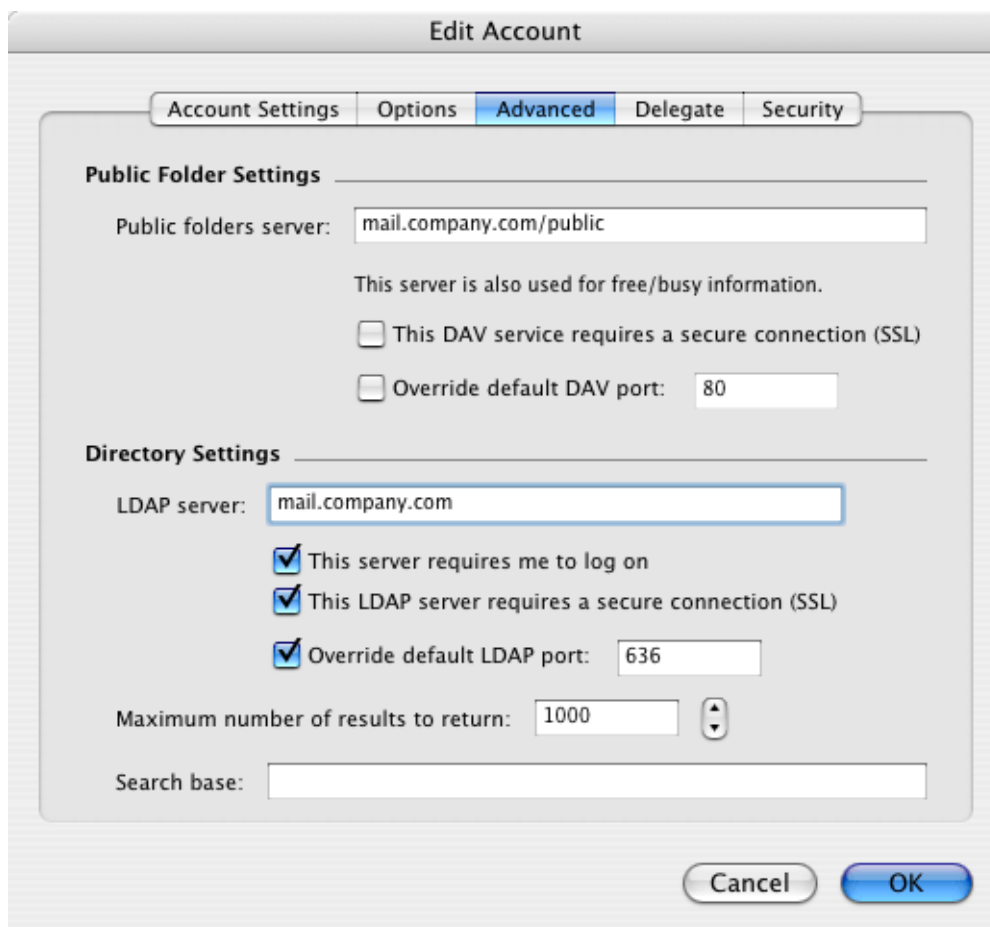 Edit Account
Account Settings Options Advanced Delegate Security
Public Folder Settings
Public folders server: mail.company.com/public
This server is also used for free/busy information.
This DAV service requires a secure connection (SSL)
Override default DAV port: 80
Directory Settings
LDAP server: mail.company.com
This server requires me to log on
This LDAP server requires a secure connection (SSL)
Override default LDAP port: 636
Maximum number of results to return: 1000
Search base:
Cancel OK